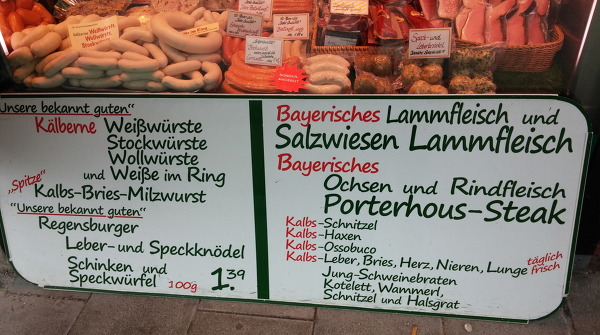 Unsere bekannt guten"
Kälberne Weißwürste
Stockwürste
Wollwürste
und Weiße im Ring
„Spitze"
Kalbs-Bries-Milzwurst
"Unsere bekannt guten"
Regensburger
Leber- und Speckknödel
Schinken und
Speckwürfel 100g 1.39
Bayerisches Lammfleisch und
Salzwiesen Lammfleisch
Bayerisches
Ochsen und Rindfleisch
Porterhous-Steak
Kalbs-Schnitzel
Kalbs-Haxen
Kalbs-Ossobuco
Kalbs-Leber, Bries, Herz, Nieren, Lunge täglich frisch
Jung-Schweinebraten
Kotelett, Wammerl,
Schnitzel und Halsgrat